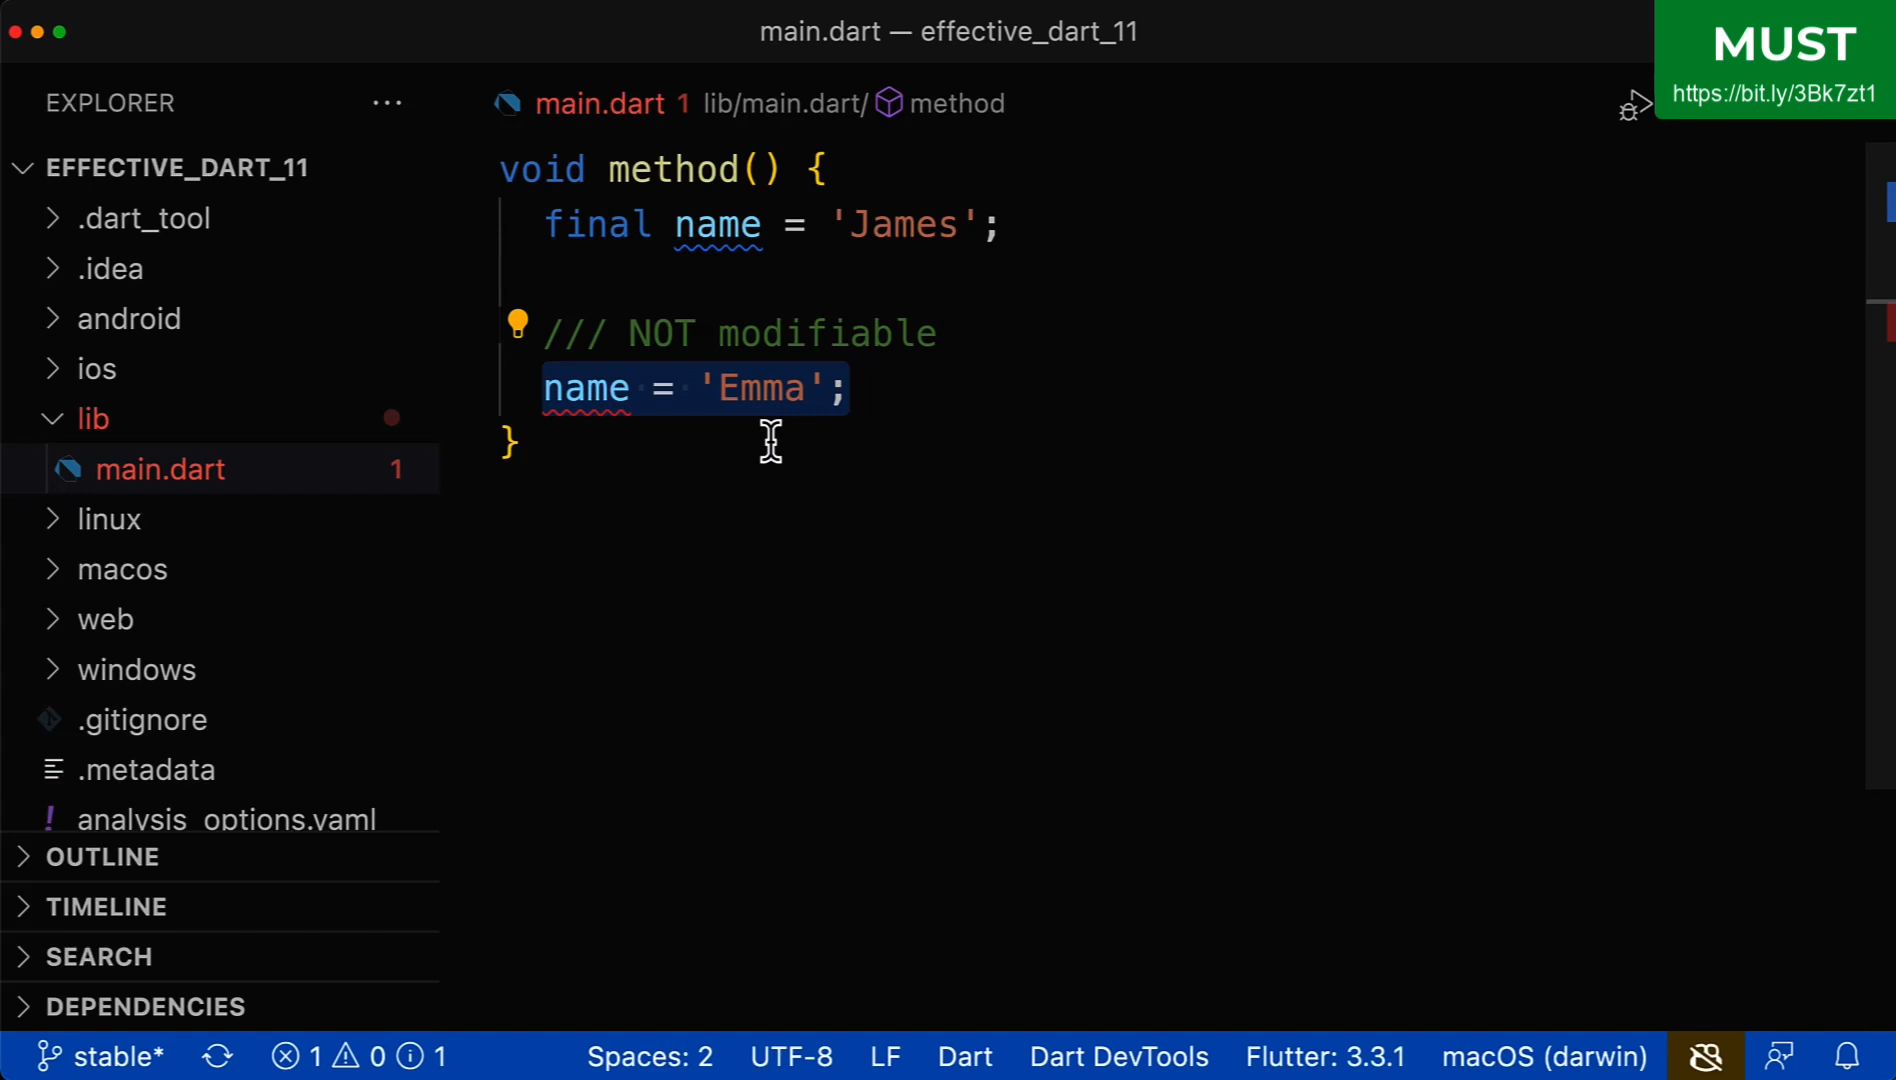 main.dart — effective_dart_11
MUST
https://bit.ly/3Bk7zt1
EXPLORER
main.dart 1 lib/main.dart/ method
EFFECTIVE_DART_11
.dart_tool
.idea
android
ios
lib
main.dart 1
linux
macos
web
windows
.gitignore
.metadata
! analysis_options.yaml
OUTLINE
TIMELINE
SEARCH
DEPENDENCIES
void method() {
final name = 'James';
/// NOT modifiable
name = 'Emma';
}
stable* 1 0 1 Spaces: 2 UTF-8 LF Dart Dart DevTools Flutter: 3.3.1 macOS (darwin)